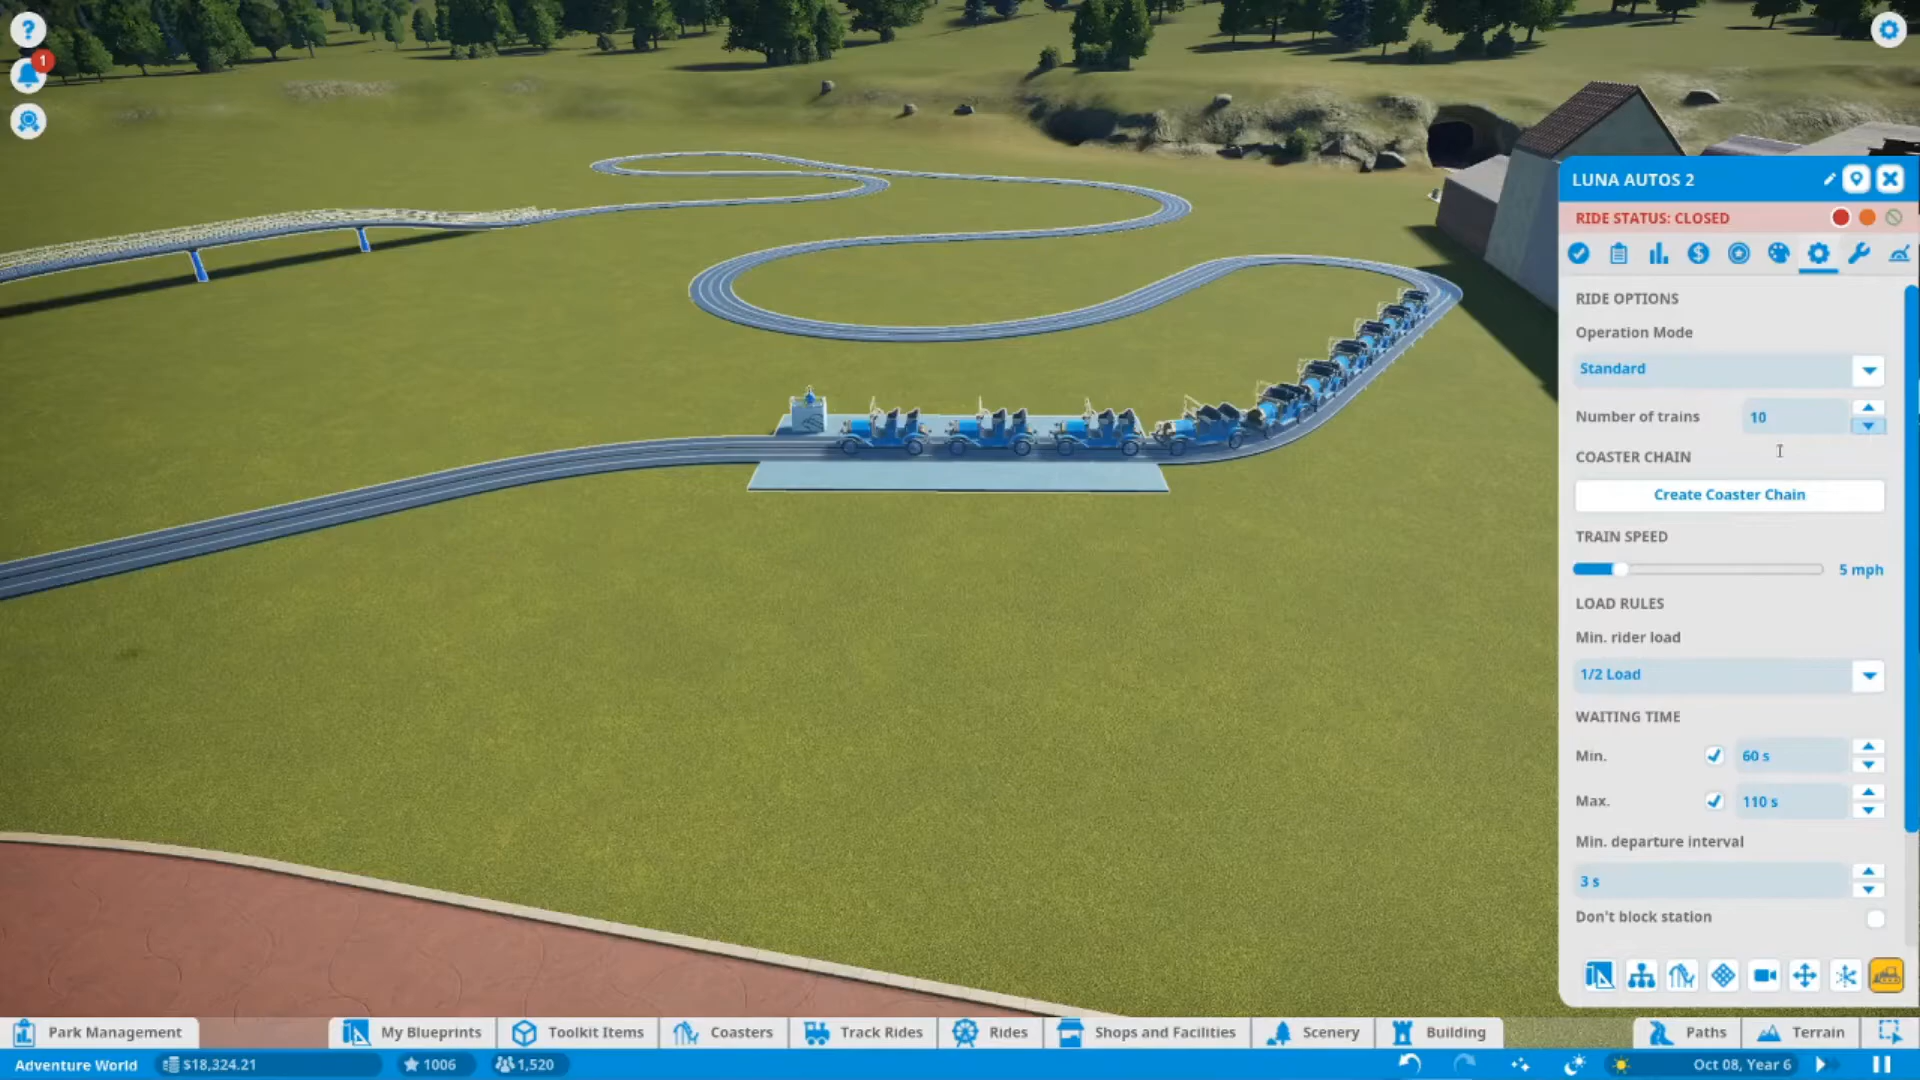 ?
1
LUNA AUTOS 2
RIDE STATUS: CLOSED
RIDE OPTIONS
Operation Mode
Standard
Number of trains 10
COASTER CHAIN
Create Coaster Chain
TRAIN SPEED
5 mph
LOAD RULES
Min. rider load
1/2 Load
WAITING TIME
Min. 60 s
Max. 110 s
Min. departure interval
3 s
Don't block station
Park Management My Blueprints Toolkit Items Coasters Track Rides Rides Shops and Facilities Scenery Building Paths Terrain
Adventure World $18,324.21 1006 1,520 Oct 08, Year 6